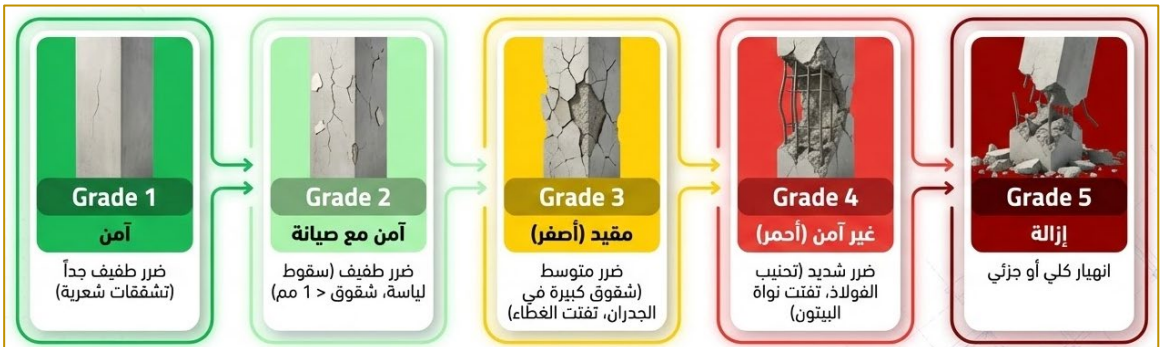 Grade 1
آمن
ضرر طفيف جداً
(تشققات شعرية)
Grade 2
آمن مع صيانة
ضرر طفيف (سقوط
لياسة، شقوق < 1 مم)
Grade 3
مقيد (أصفر)
ضرر متوسط
(شقوق كبيرة في
الجدران، تفتت الغطاء)
Grade 4
غير آمن (أحمر)
ضرر شديد (تحنيب
الفولاذ، تفتت نواة
البيتون)
Grade 5
إزالة
انهيار كلي أو جزئي